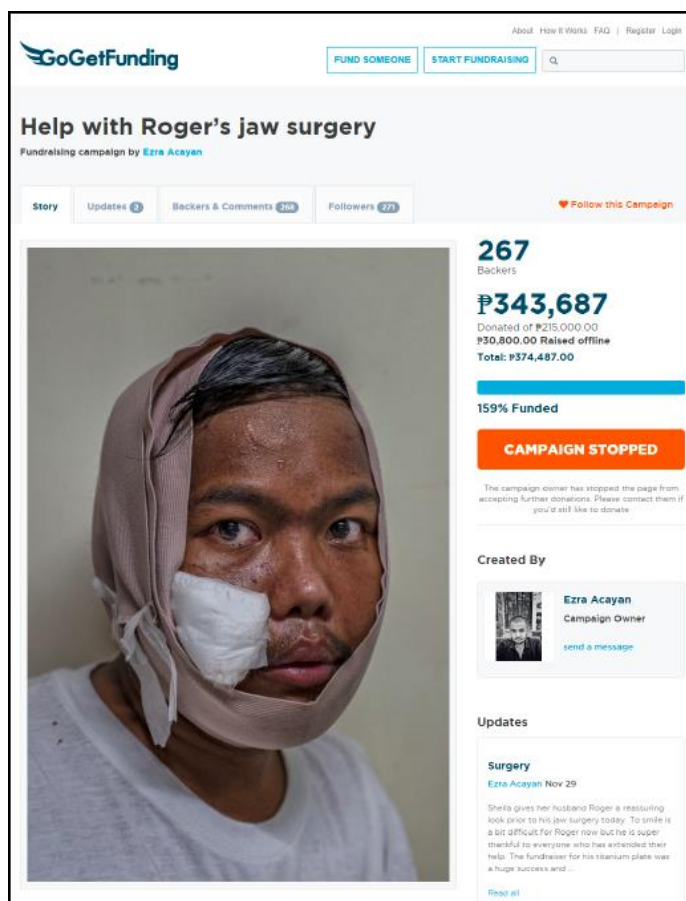 About How It Works FAQ | Register Login
GoGetFunding
FUND SOMEONE
START FUNDRAISING
Help with Roger's jaw surgery
Fundraising campaign by Ezra Acayan
Story
Updates 2
Backers & Comments 268
Followers 271
Follow this Campaign
267
Backers
₱343,687
Donated of ₱215,000.00
₱30,800.00 Raised offline
Total: ₱374,487.00
159% Funded
CAMPAIGN STOPPED
The campaign owner has stopped the page from
accepting further donations. Please contact them if
you'd still like to donate
Created By
Ezra Acayan
Campaign Owner
send a message
Updates
Surgery
Ezra Acayan Nov 29
Sheila gives her husband Roger a reassuring
look prior to his jaw surgery today. To smile is
a bit difficult for Roger now but he is super
thankful to everyone who has extended their
help. The fundraiser for his titanium plate was
a huge success and ...
Read all